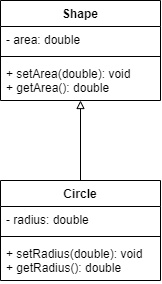 Shape
- area: double
+ setArea(double): void
+ getArea(): double
Circle
- radius: double
+ setRadius(double): void
+ getRadius(): double